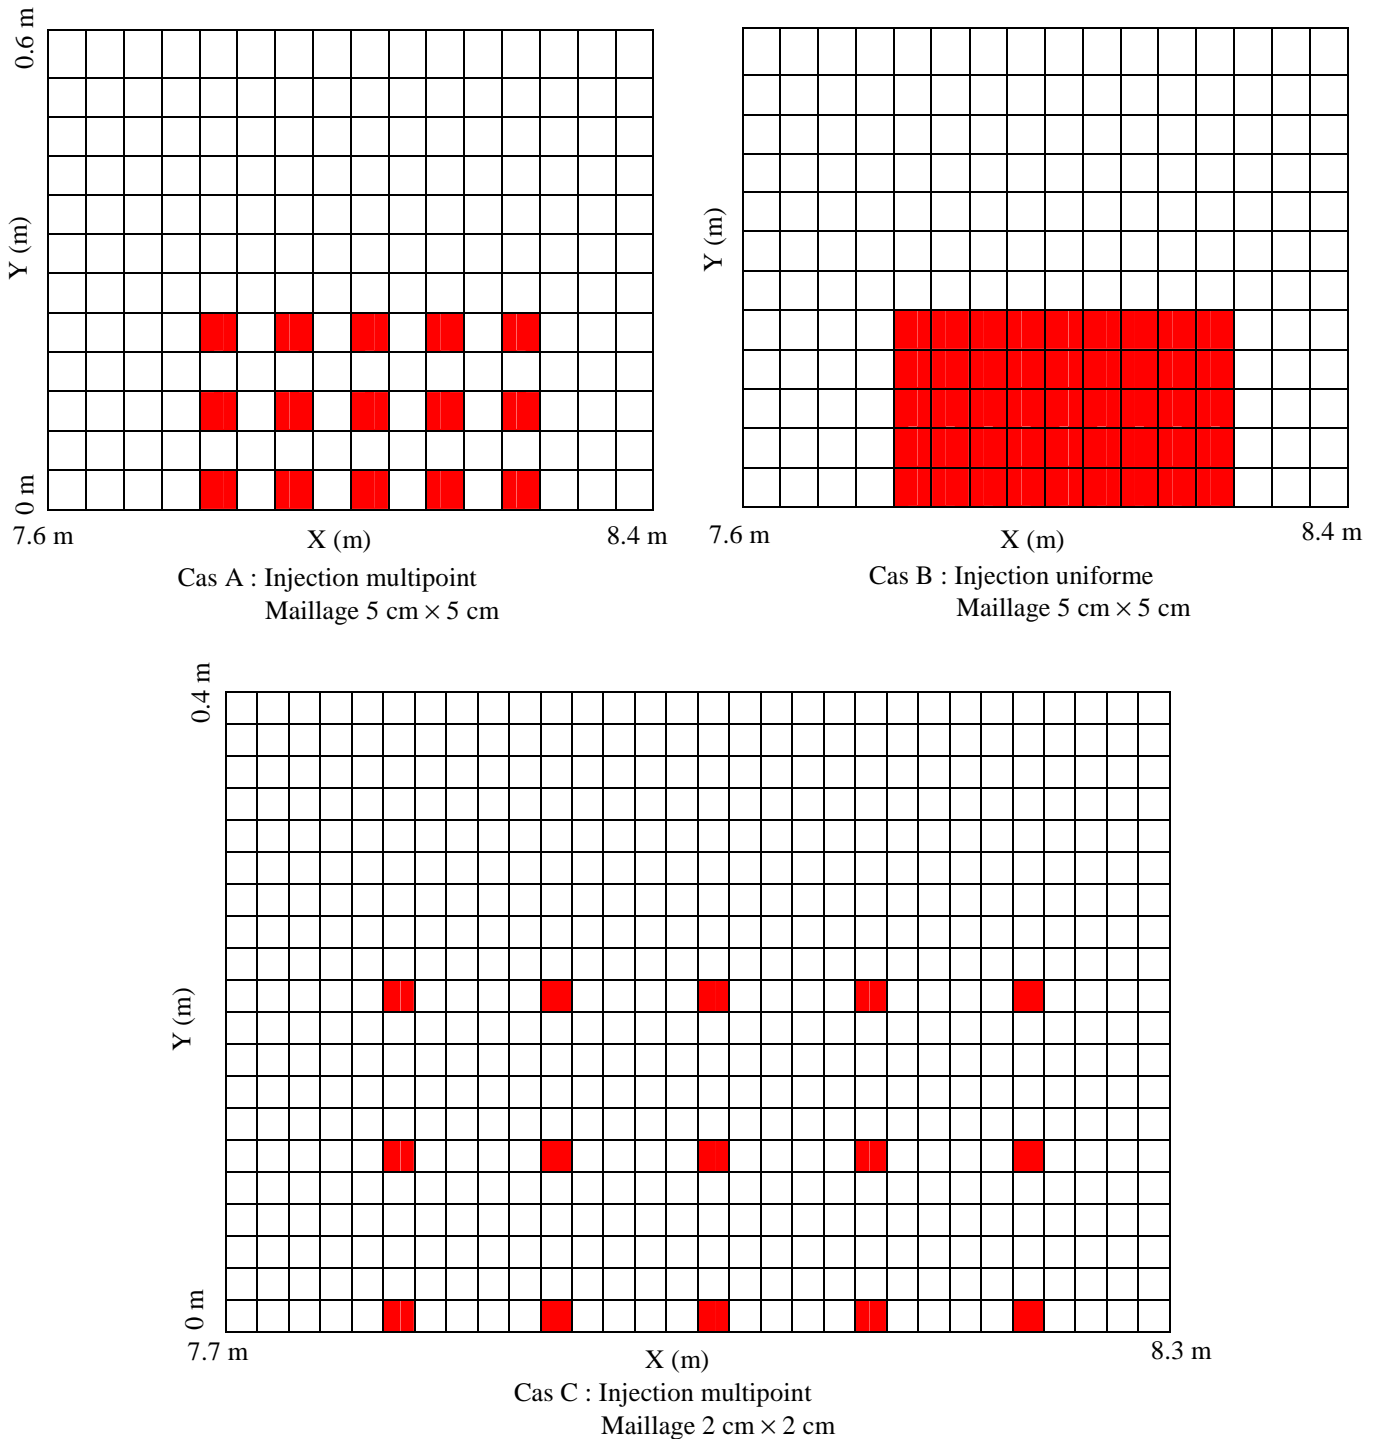 0.6 m
Y (m)
0 m
7.6 m
X (m)
8.4 m
Cas A : Injection multipoint
Maillage 5 cm × 5 cm
Y (m)
7.6 m
X (m)
8.4 m
Cas B : Injection uniforme
Maillage 5 cm × 5 cm
0.4 m
Y (m)
0 m
7.7 m
X (m)
8.3 m
Cas C : Injection multipoint
Maillage 2 cm × 2 cm